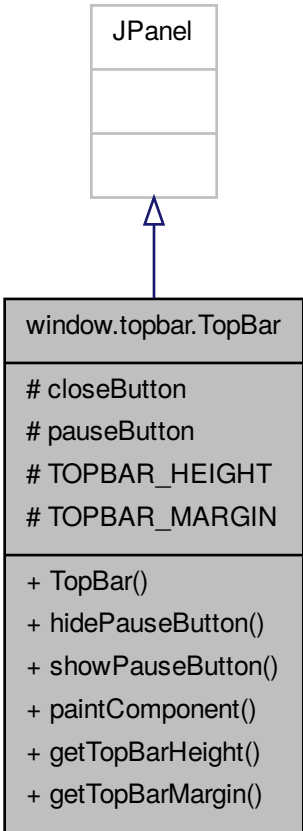 JPanel
window.topbar.TopBar
# closeButton
# pauseButton
# TOPBAR_HEIGHT
# TOPBAR_MARGIN
+ TopBar()
+ hidePauseButton()
+ showPauseButton()
+ paintComponent()
+ getTopBarHeight()
+ getTopBarMargin()